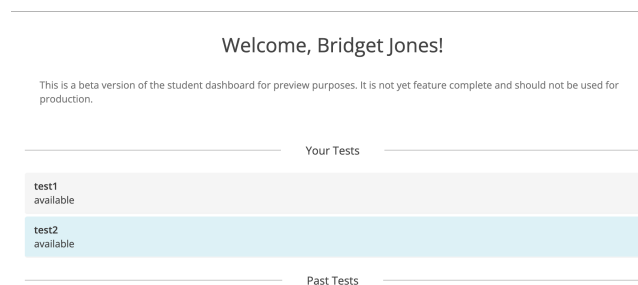 Welcome, Bridget Jones!
This is a beta version of the student dashboard for preview purposes. It is not yet feature complete and should not be used for
production.
Your Tests
test1
available
test2
available
Past Tests